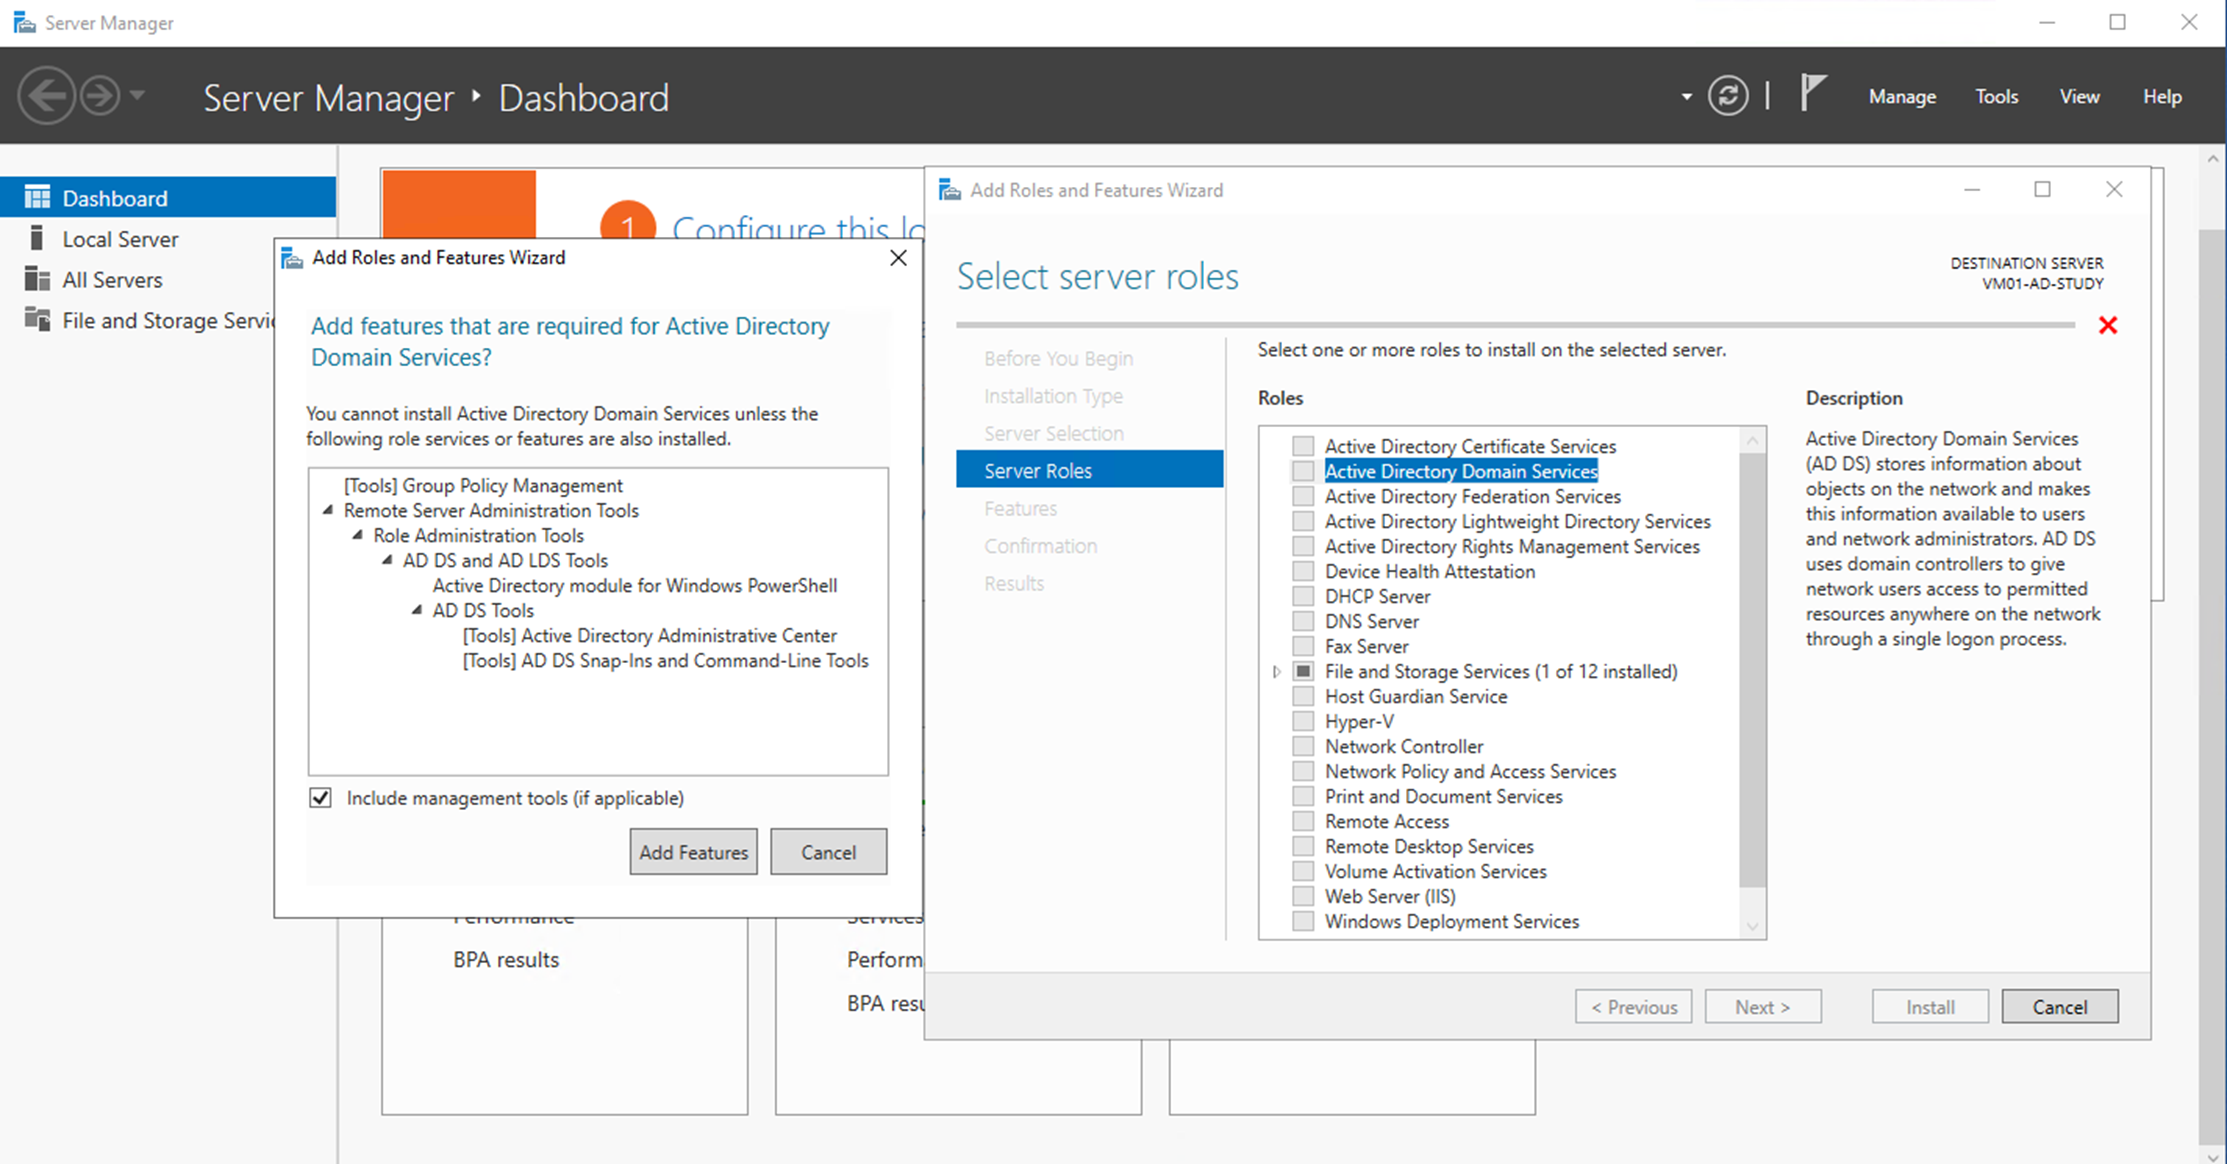 Server Manager
Server Manager
Dashboard
Manage
Tools
View
Help
Dashboard
Local Server
All Servers
File and Storage Servi
1
Configure this lo
Add Roles and Features Wizard
Add features that are required for Active Directory
Domain Services?
You cannot install Active Directory Domain Services unless the
following role services or features are also installed.
[Tools] Group Policy Management
Remote Server Administration Tools
Role Administration Tools
AD DS and AD LDS Tools
Active Directory module for Windows PowerShell
AD DS Tools
[Tools] Active Directory Administrative Center
[Tools] AD DS Snap-Ins and Command-Line Tools
Include management tools (if applicable)
Add Features
Cancel
Performance
BPA results
Services
Perform
BPA resu
Add Roles and Features Wizard
Select server roles
DESTINATION SERVER
VM01-AD-STUDY
Before You Begin
Installation Type
Server Selection
Server Roles
Features
Confirmation
Results
Select one or more roles to install on the selected server.
Roles
Active Directory Certificate Services
Active Directory Domain Services
Active Directory Federation Services
Active Directory Lightweight Directory Services
Active Directory Rights Management Services
Device Health Attestation
DHCP Server
DNS Server
Fax Server
File and Storage Services (1 of 12 installed)
Host Guardian Service
Hyper-V
Network Controller
Network Policy and Access Services
Print and Document Services
Remote Access
Remote Desktop Services
Volume Activation Services
Web Server (IIS)
Windows Deployment Services
Description
Active Directory Domain Services
(AD DS) stores information about
objects on the network and makes
this information available to users
and network administrators. AD DS
uses domain controllers to give
network users access to permitted
resources anywhere on the network
through a single logon process.
< Previous
Next >
Install
Cancel